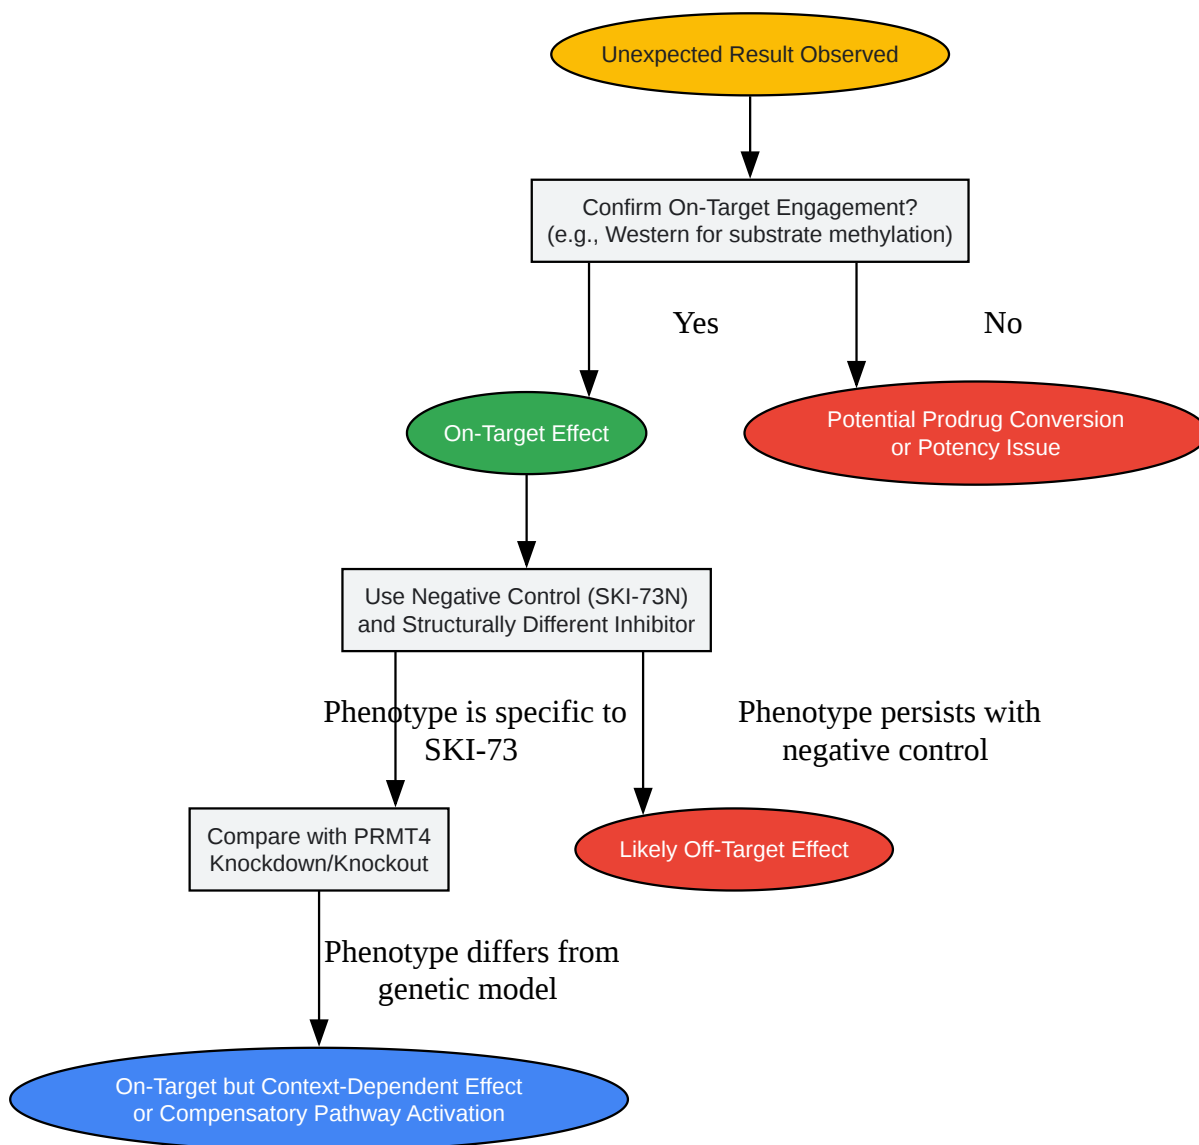 Unexpected Result Observed
Confirm On-Target Engagement?
(e.g., Western for substrate methylation)
Yes
No
On-Target Effect
Potential Prodrug Conversion
or Potency Issue
Use Negative Control (SKI-73N)
and Structurally Different Inhibitor
Phenotype is specific to
SKI-73
Phenotype persists with
negative control
Compare with PRMT4
Knockdown/Knockout
Likely Off-Target Effect
Phenotype differs from
genetic model
On-Target but Context-Dependent Effect
or Compensatory Pathway Activation